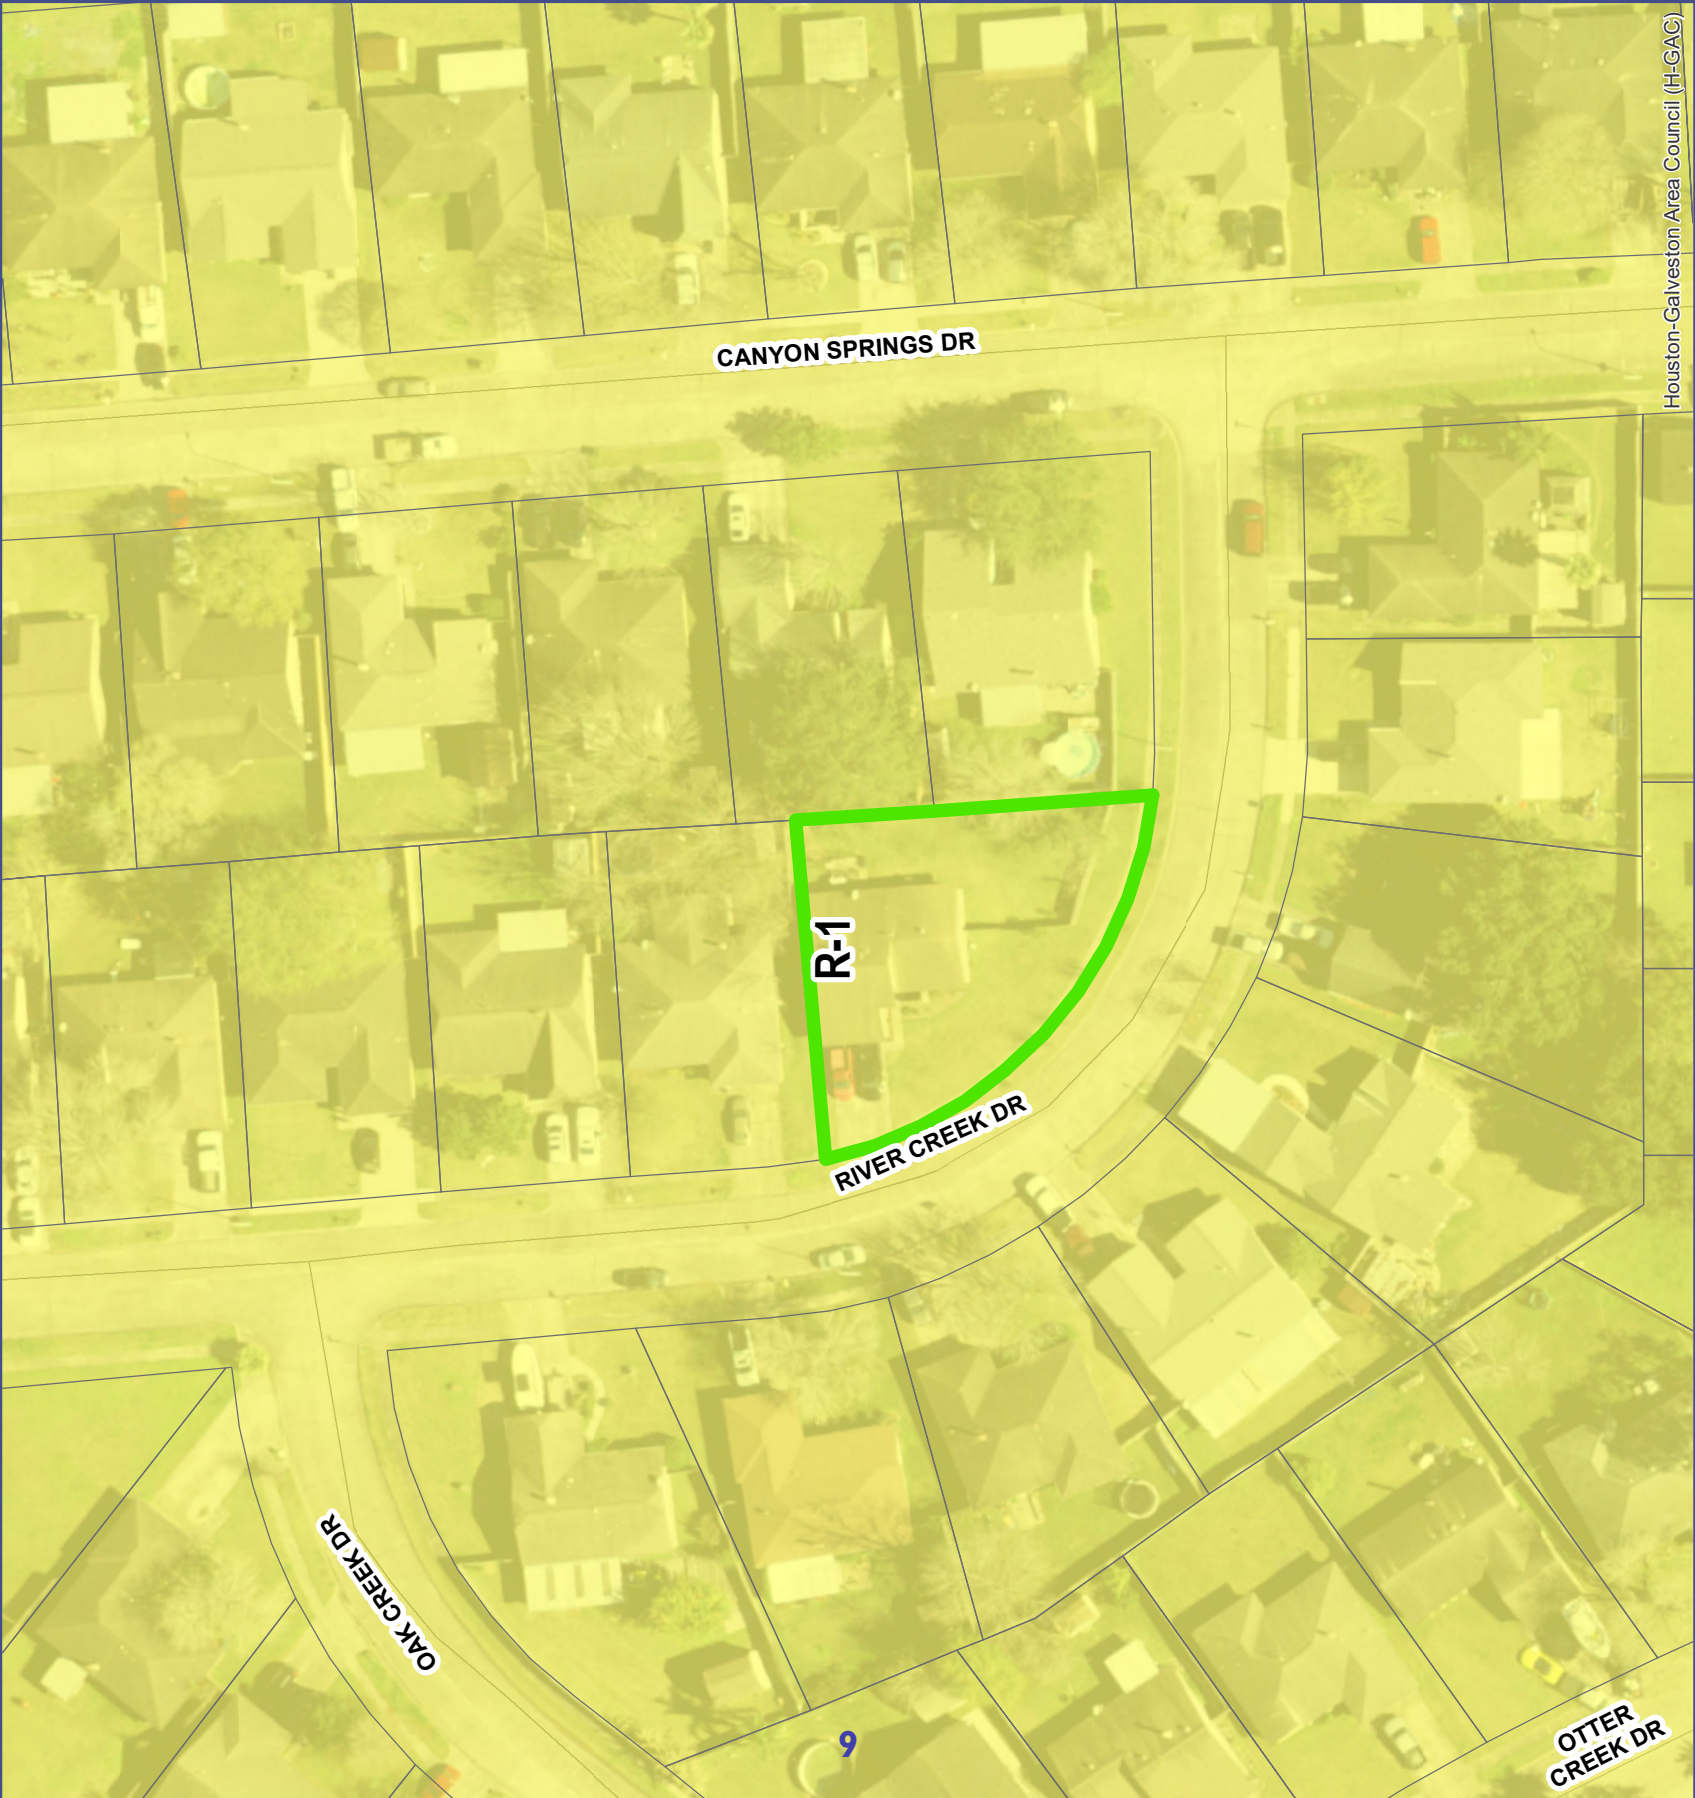 Houston-Galveston Area Council (H-GAC)
CANYON SPRINGS DR
R-1
RIVER CREEK DR
OAK CREEK DR
9
OTTER
CREEK DR